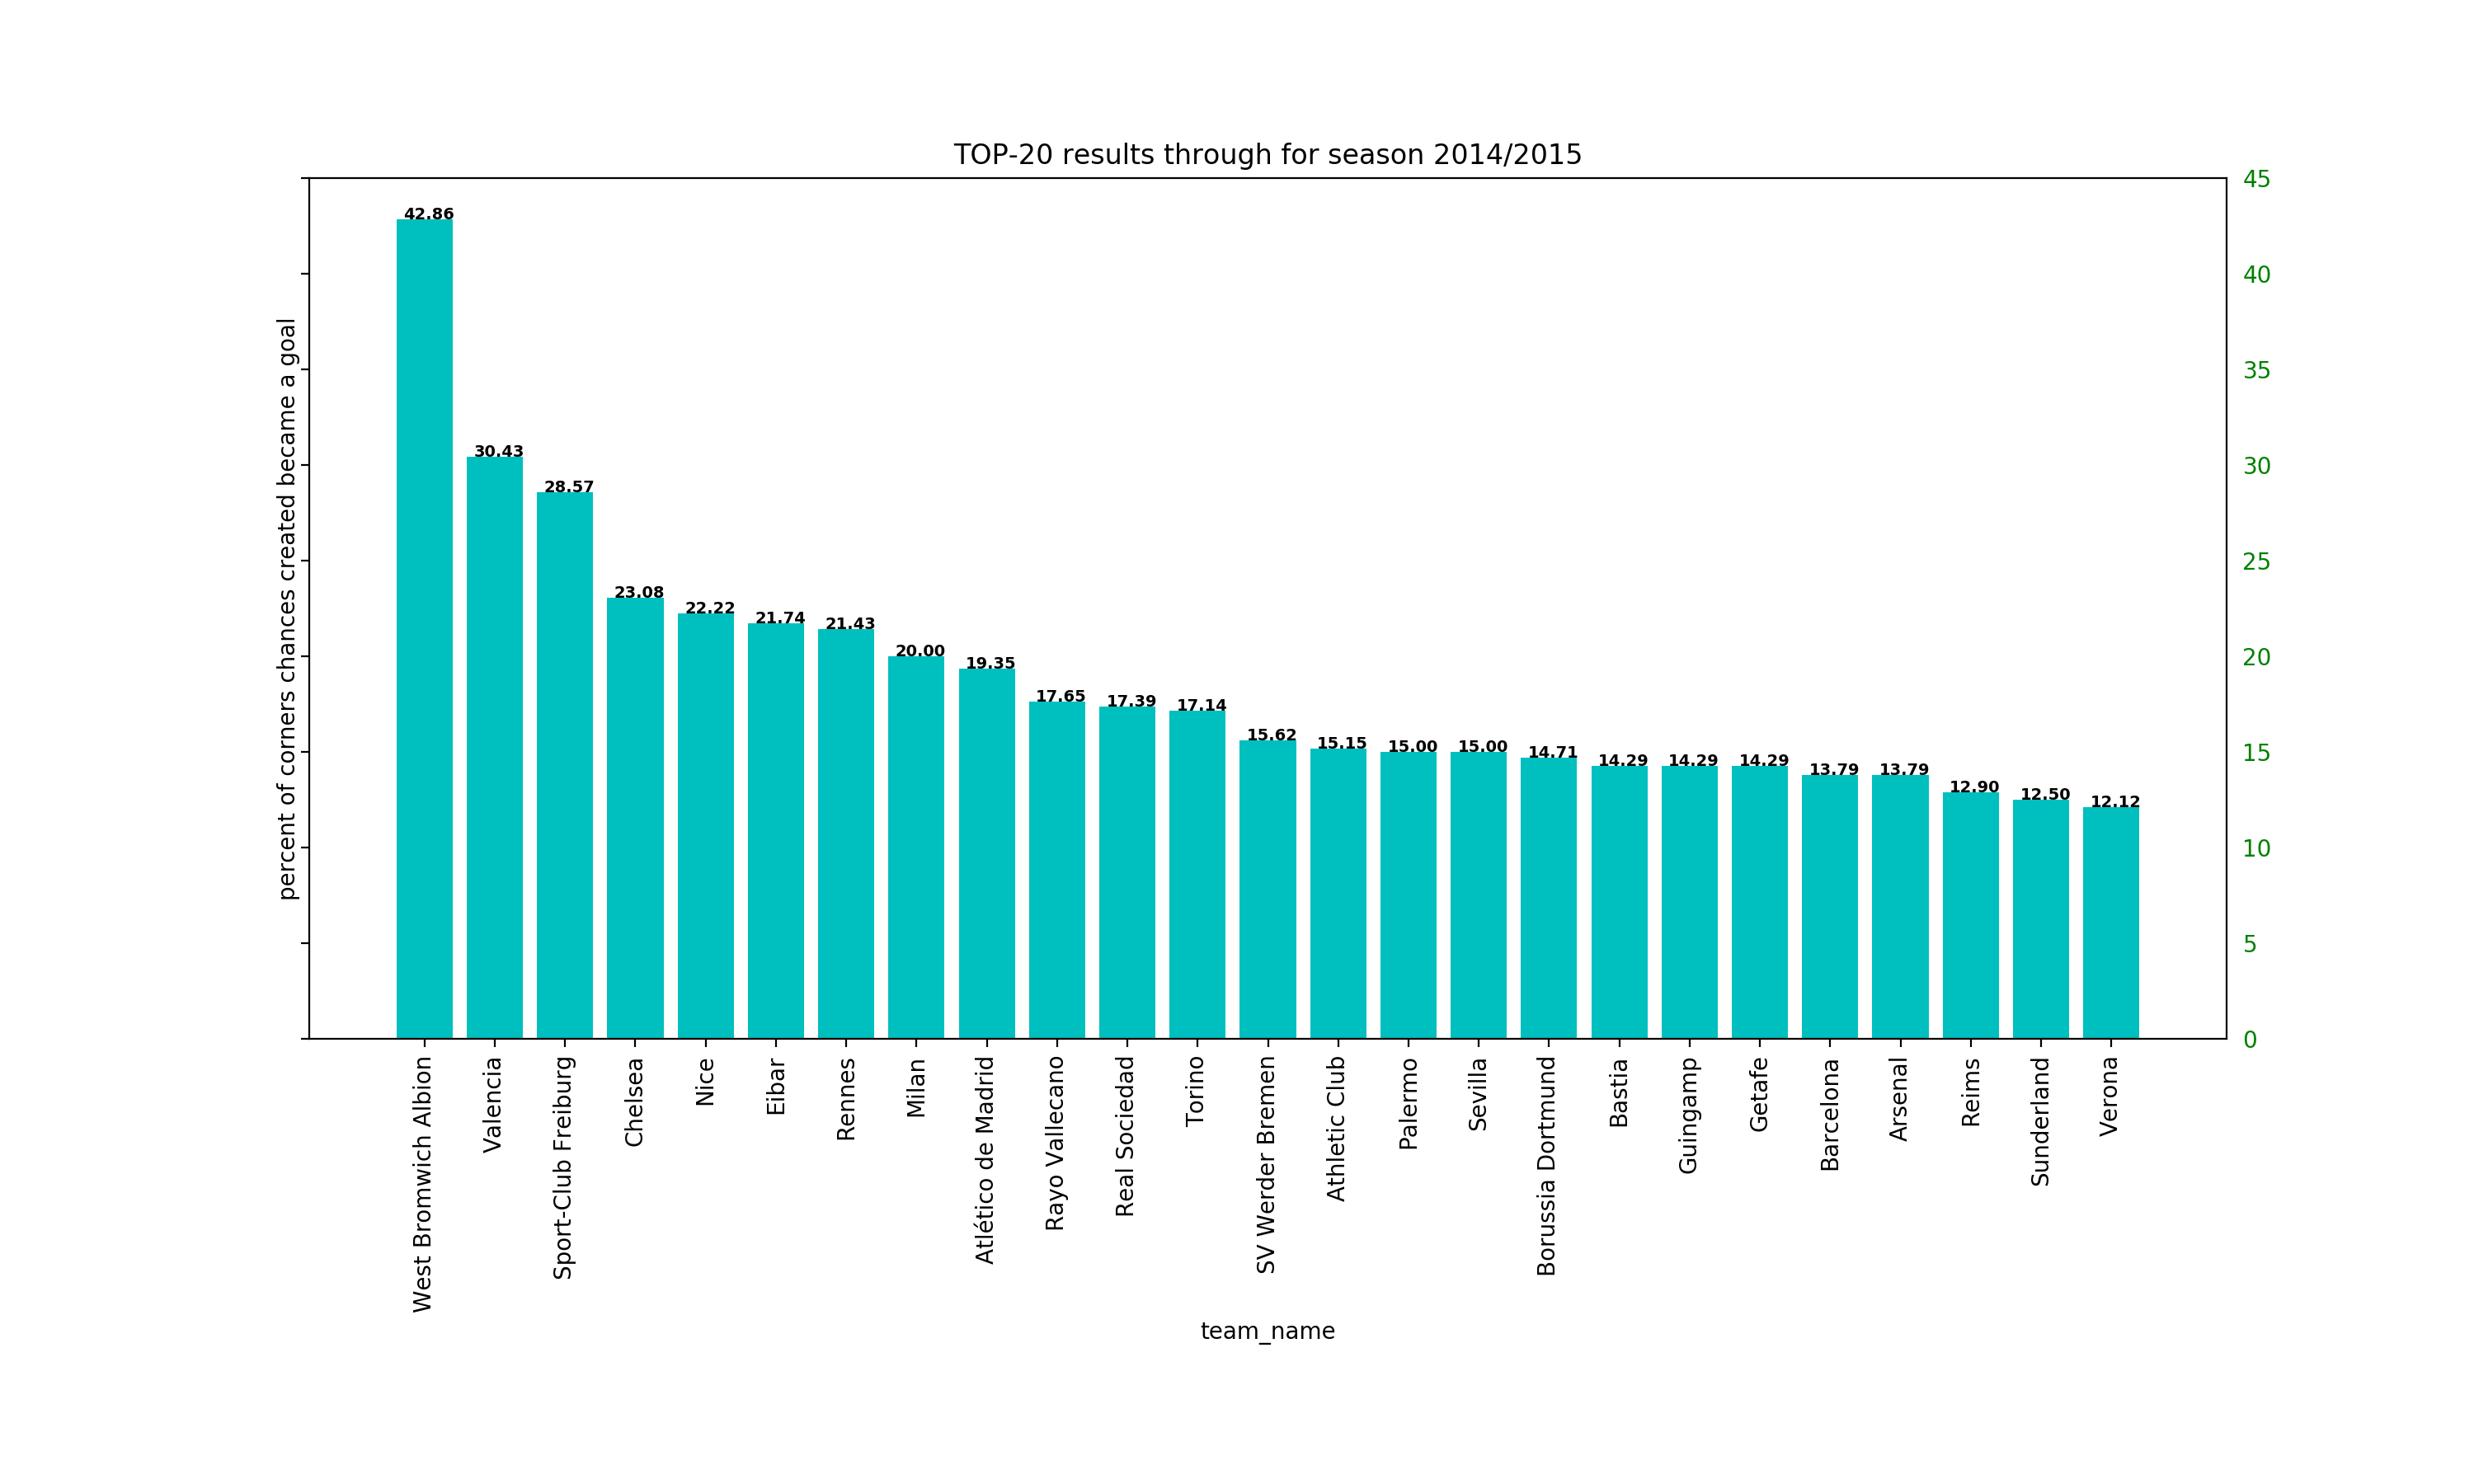 TOP-20 results through for season 2014/2015
percent of corners chances created became a goal
42.86
30.43
28.57
23.08
22.22
21.74
21.43
20.00
19.35
17.65
17.39
17.14
15.62
15.15
15.00
15.00
14.71
14.29
14.29
14.29
13.79
13.79
12.90
12.50
12.12
45
40
35
30
25
20
15
10
5
0
West Bromwich Albion
Valencia
Sport-Club Freiburg
Chelsea
Nice
Eibar
Rennes
Milan
Atlético de Madrid
Rayo Vallecano
Real Sociedad
Torino
SV Werder Bremen
Athletic Club
Palermo
Sevilla
Borussia Dortmund
Bastia
Guingamp
Getafe
Barcelona
Arsenal
Reims
Sunderland
Verona
team_name